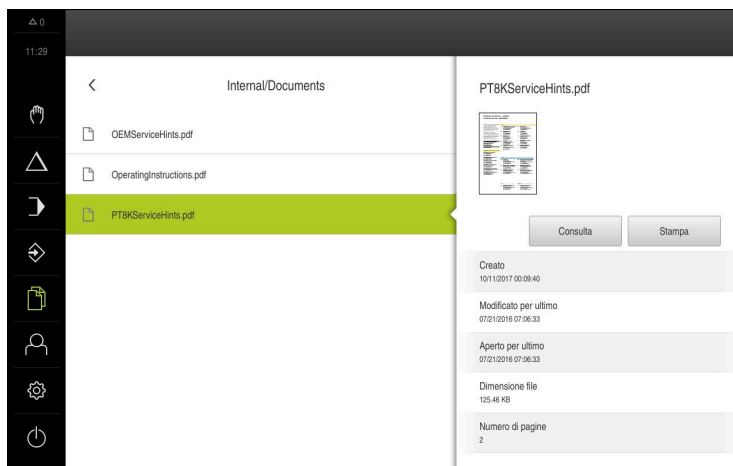 0
11:29
Internal/Documents
OEMServiceHints.pdf
OperatingInstructions.pdf
PT8KServiceHints.pdf
PT8KServiceHints.pdf
Consulta
Stampa
Creato
10/11/2017 00:09:40
Modificato per ultimo
07/21/2016 07:06:33
Aperto per ultimo
07/21/2016 07:06:33
Dimensione file
125.46 KB
Numero di pagine
2